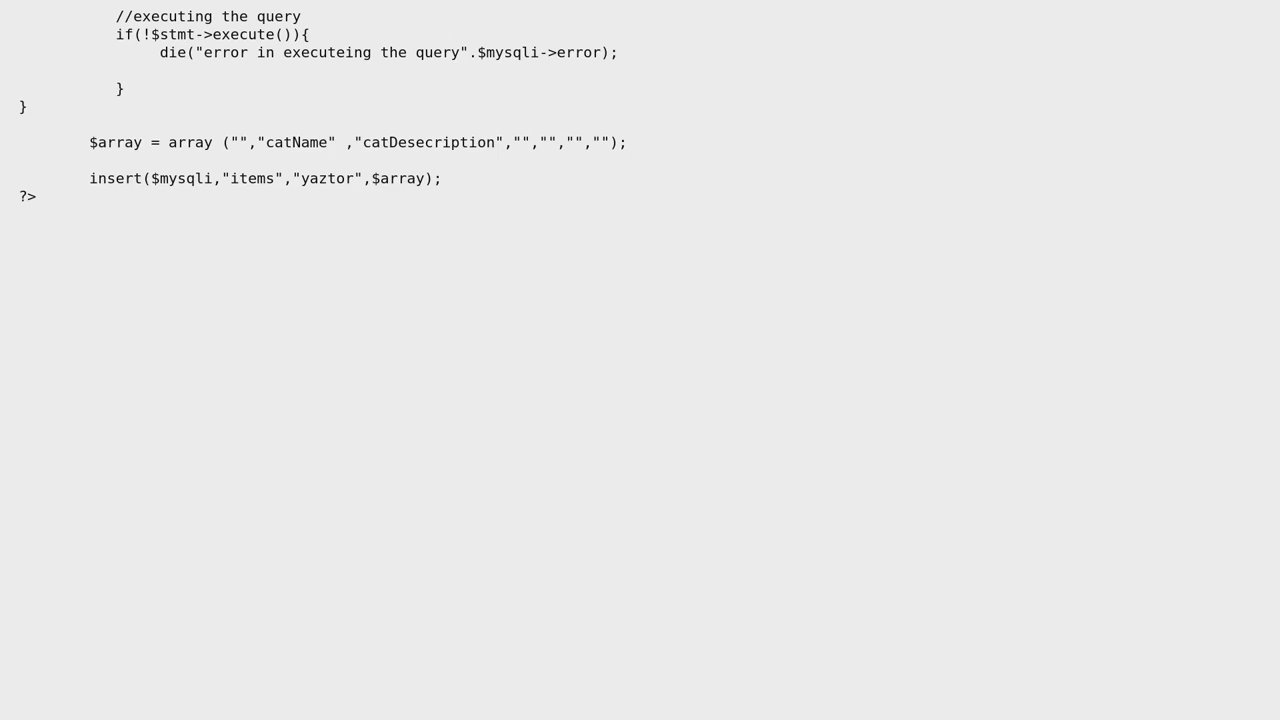 //executing the query
if(!$stmt->execute()){
die("error in executeing the query".$mysqli->error);
}
}
$array = array ("","catName" ,"catDesecription","","","","");
insert($mysqli,"items","yaztor",$array);
?>